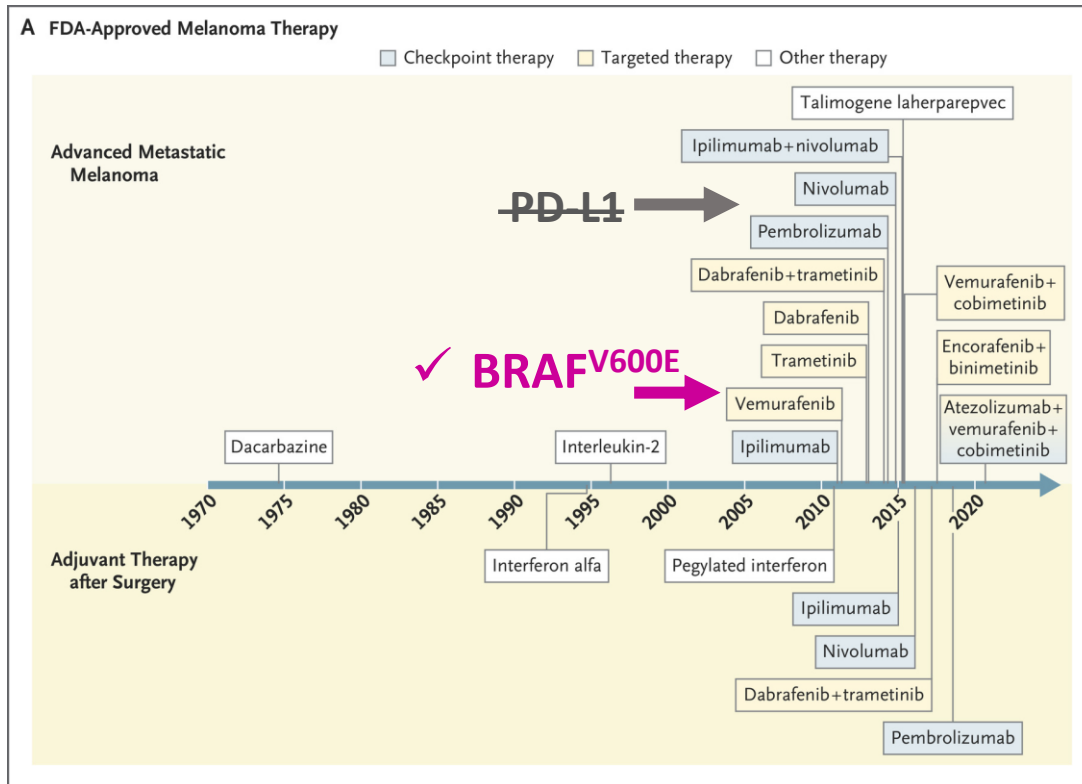 A FDA-Approved Melanoma Therapy
Checkpoint therapy
Targeted therapy
Other therapy
Advanced Metastatic
Melanoma
Talimogene laherparepvec
Ipilimumab+nivolumab
Nivolumab
PD-L1
Pembrolizumab
Dabrafenib+trametinib
Vemurafenib+
cobimetinib
Dabrafenib
Trametinib
Encorafenib+
binimetinib
✓ BRAFV600E
Vemurafenib
Atezolizumab+
vemurafenib+
cobimetinib
Dacarbazine
Interleukin-2
Ipilimumab
1970
1975
1980
1985
1990
1995
2000
2005
2010
2015
2020
Adjuvant Therapy
after Surgery
Interferon alfa
Pegylated interferon
Ipilimumab
Nivolumab
Dabrafenib+trametinib
Pembrolizumab